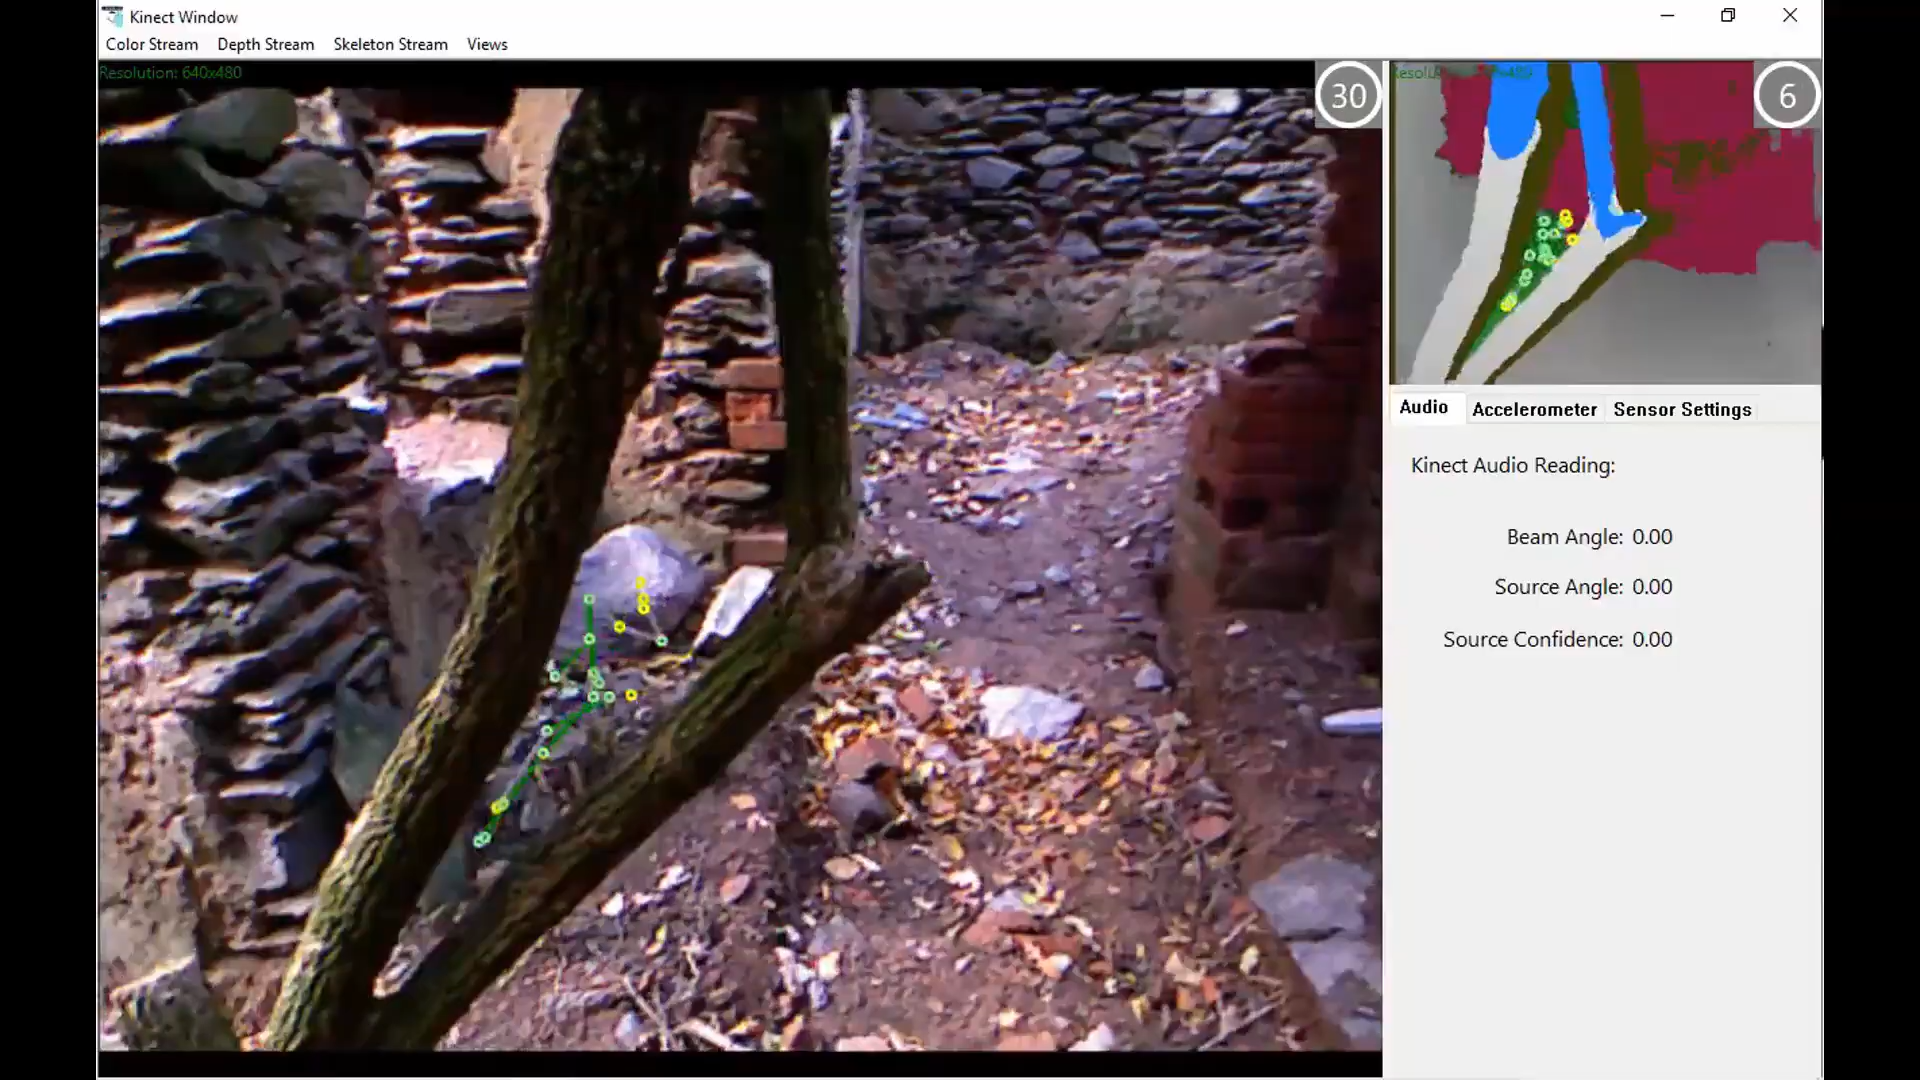 Kinect Window
Color Stream Depth Stream Skeleton Stream Views
Resolution: 640x480
30
6
Audio Accelerometer Sensor Settings
Kinect Audio Reading:
Beam Angle: 0.00
Source Angle: 0.00
Source Confidence: 0.00